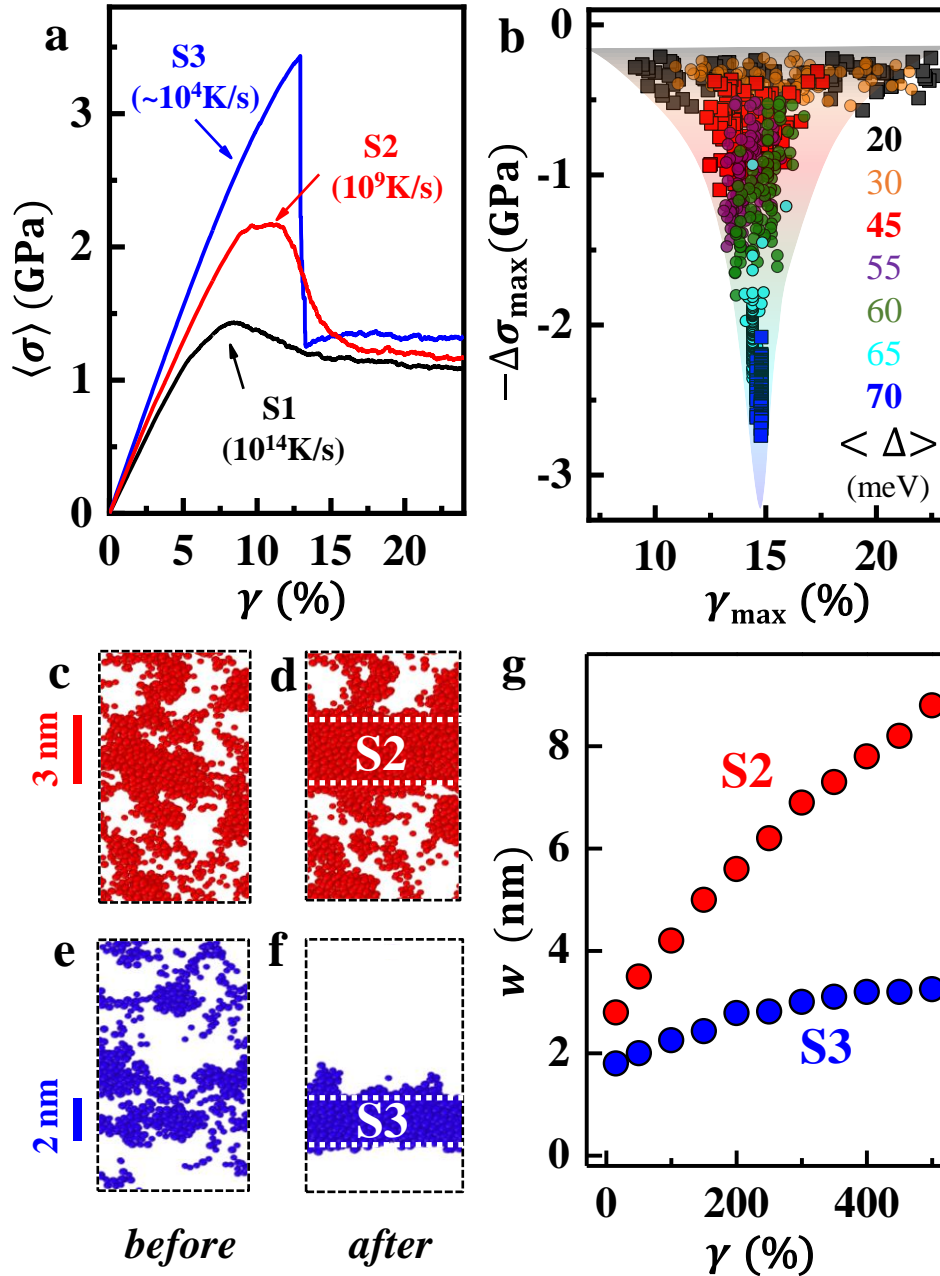 a
S3
(~10⁴K/s)
S2
(10⁹K/s)
S1
(10¹⁴K/s)
⟨σ⟩ (GPa)
3
2
1
0
0 5 10 15 20
γ (%)
b
−Δσmax(GPa)
-0
-1
-2
-3
20
30
45
55
60
65
70
< Δ >
(meV)
10 15 20
γmax (%)
c
d
3 nm
S2
e
f
2 nm
S3
before
after
g
w (nm)
8
6
4
2
0
S2
S3
0 200 400
γ (%)